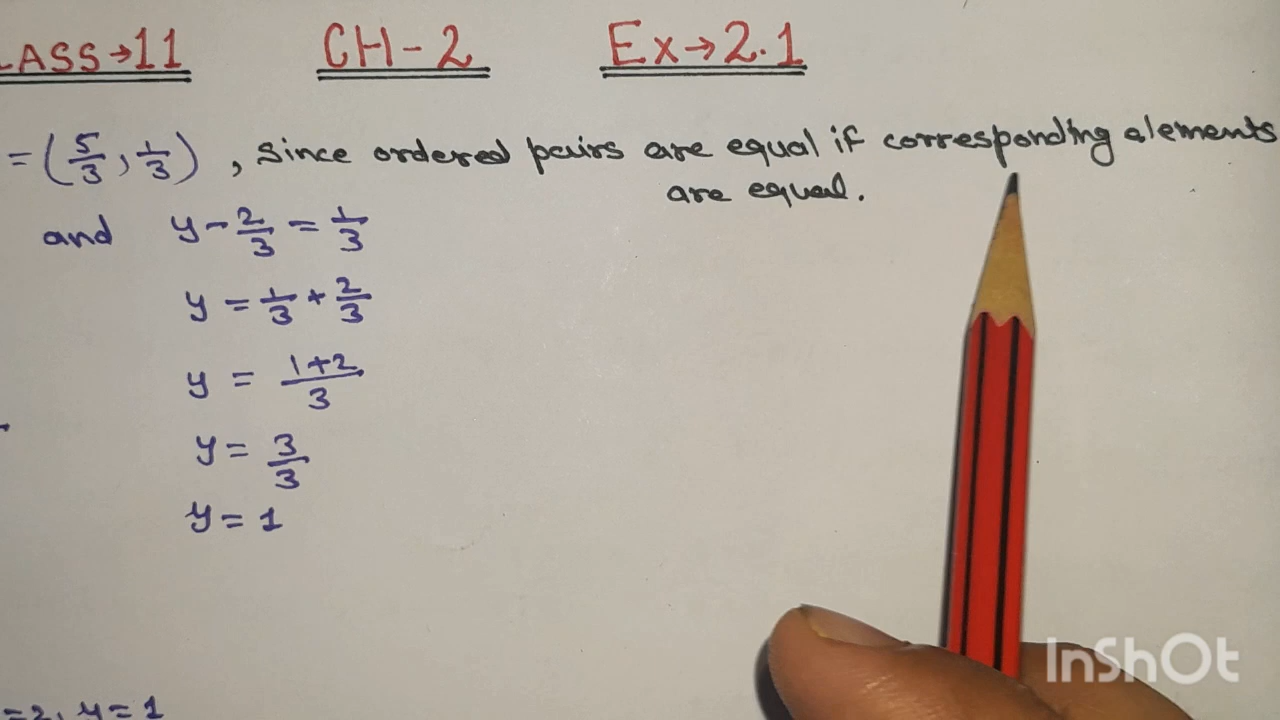 LASS→11 CH-2 Ex→2.1
= (5/3, 1/3), since ordered pairs are equal if corresponding elements
are equal.
and y - 2/3 = 1/3
y = 1/3 + 2/3
y = 1+2/3
y = 3/3
y = 1
=2, y=1
InShOt